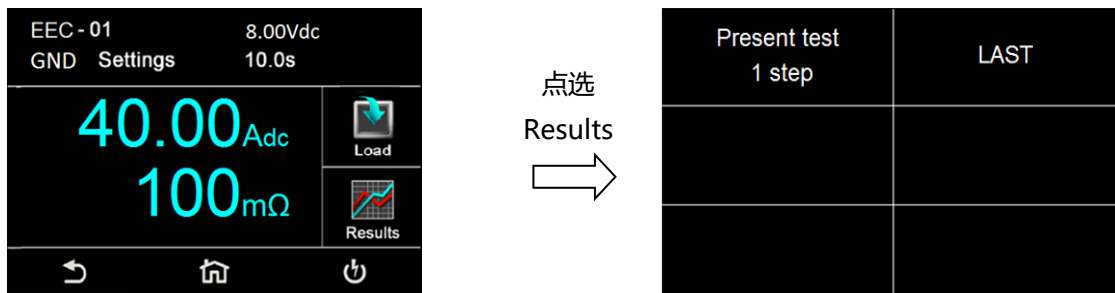 EEC - 01 8.00Vdc
GND Settings 10.0s
40.00Adc
100mΩ
Load
Results
点选
Results
Present test
1 step
LAST